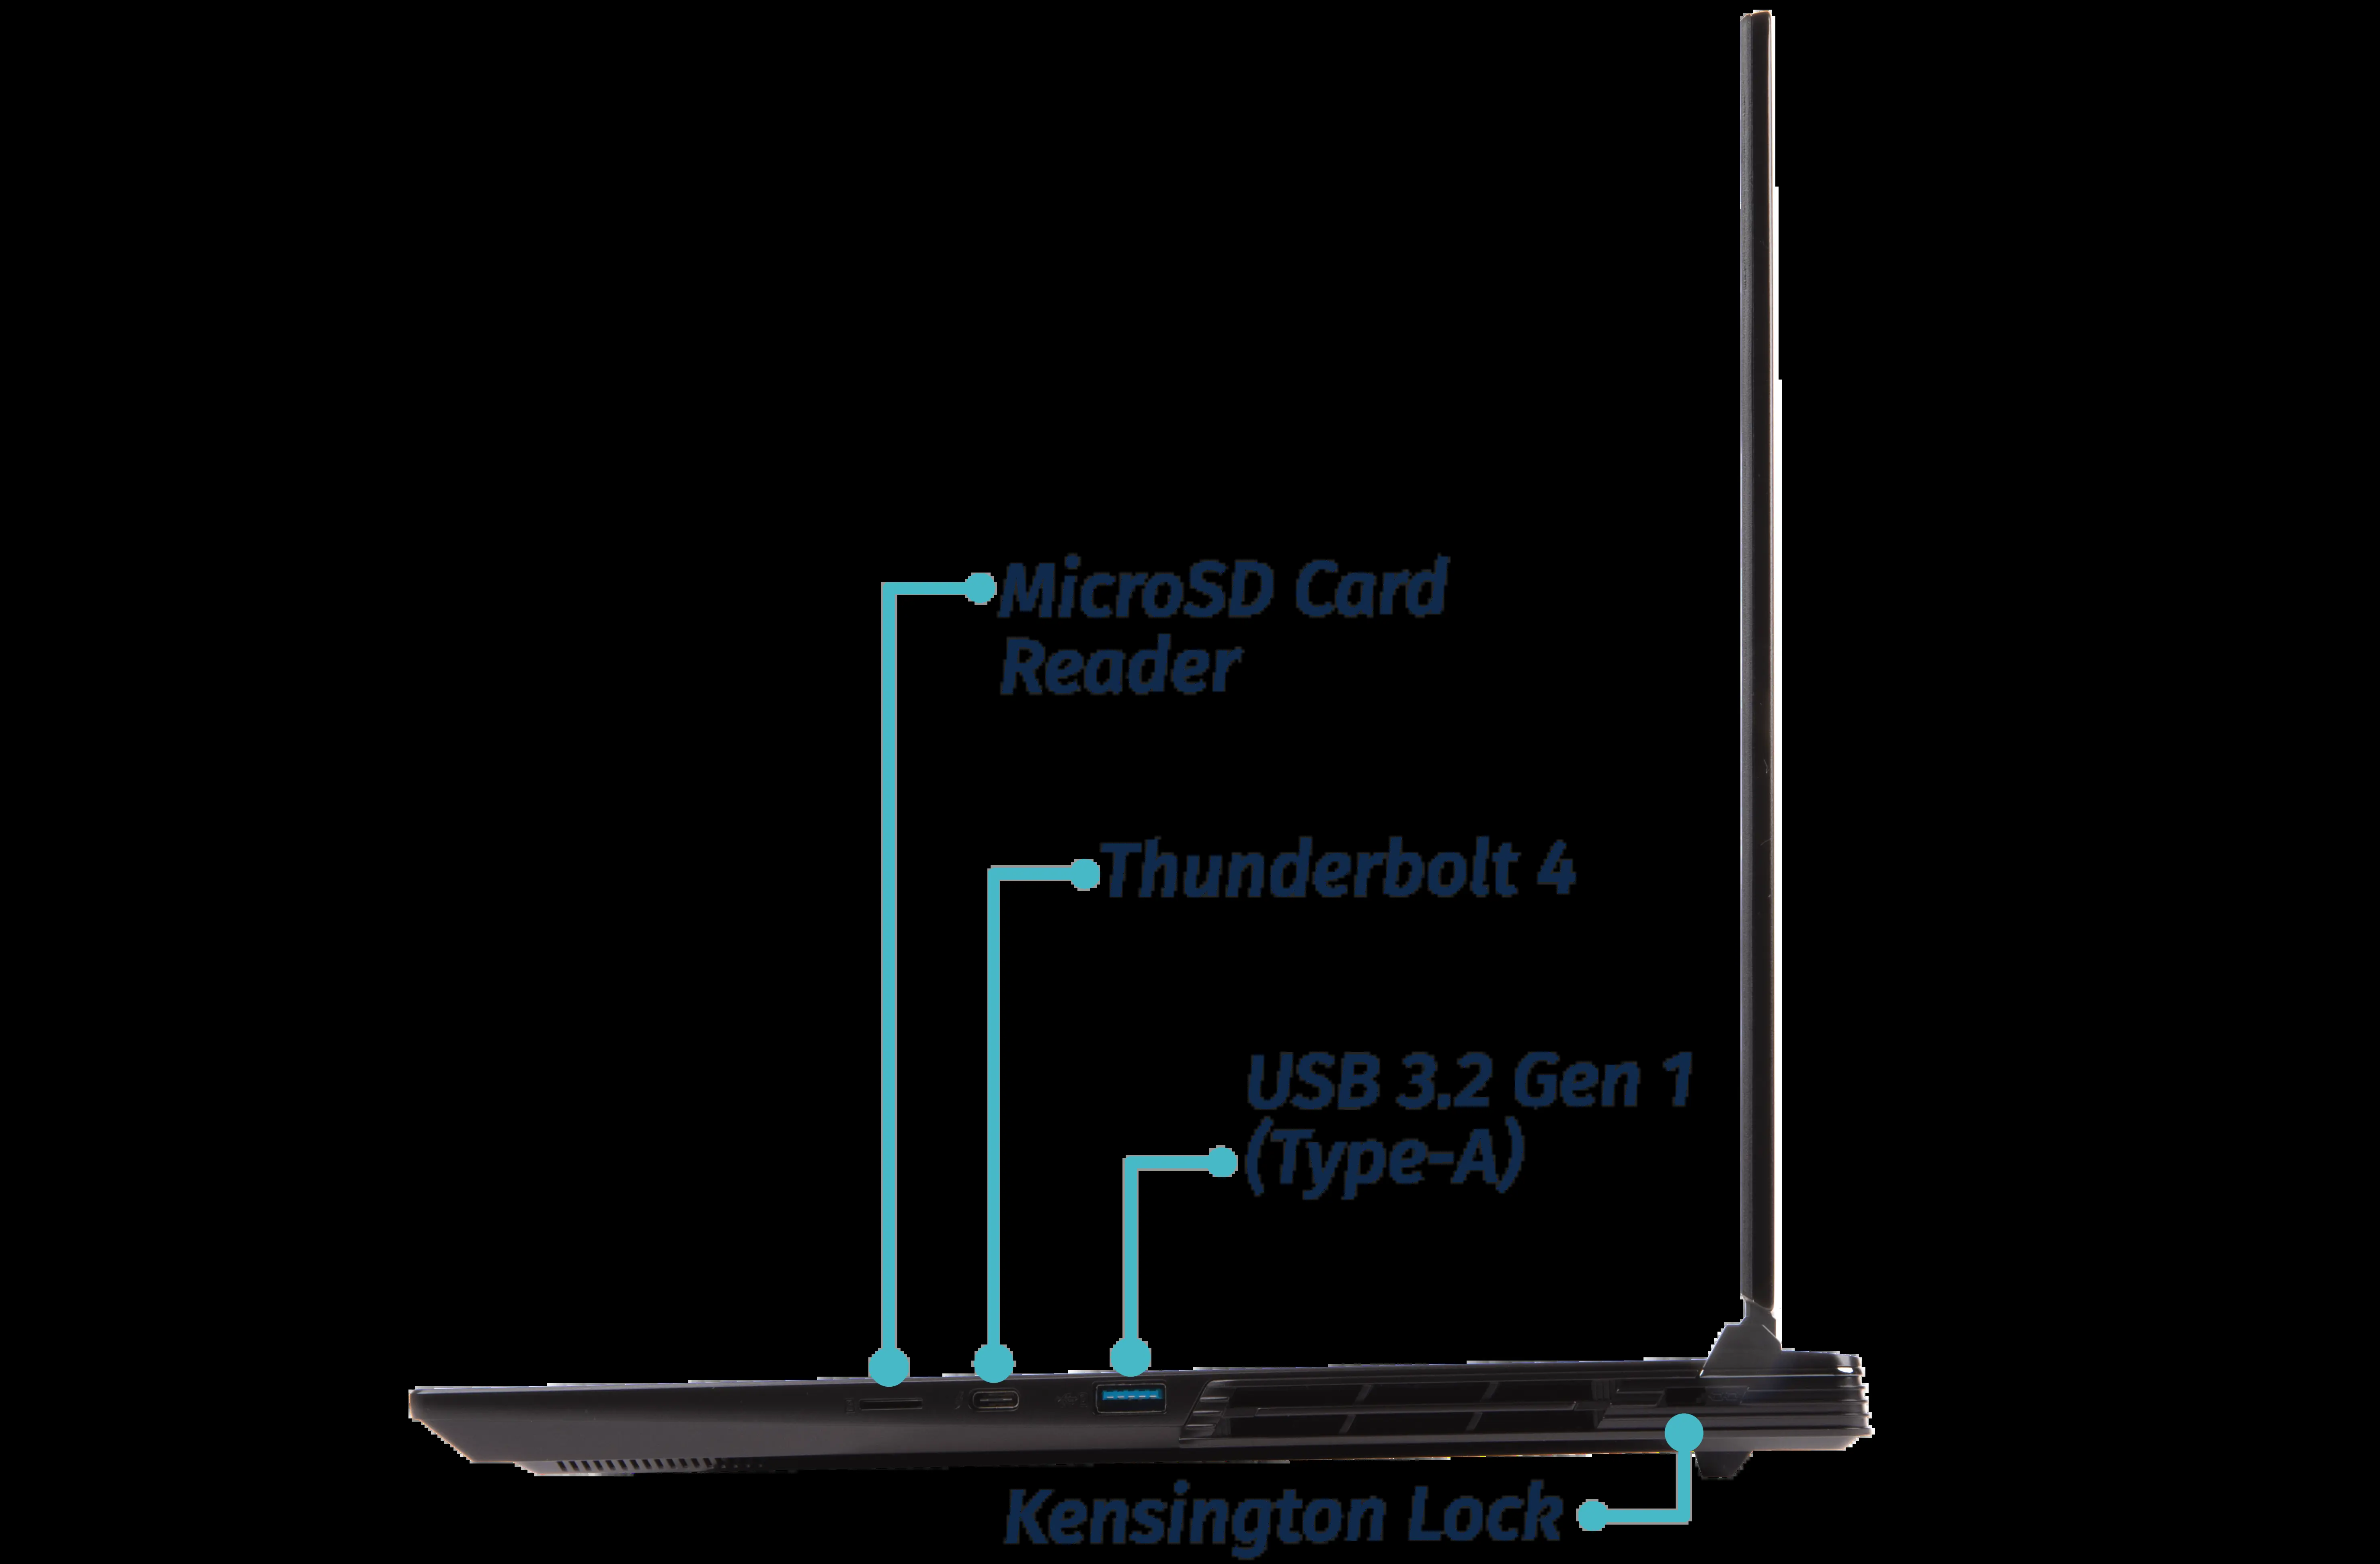 MicroSD Card
Reader
Thunderbolt 4
USB 3.2 Gen 1
(Type-A)
Kensington Lock